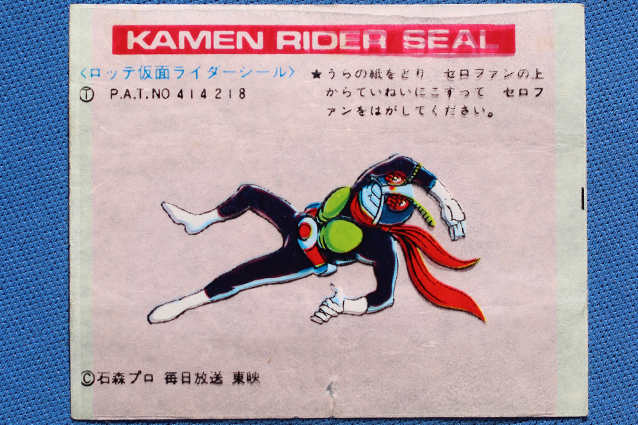 KAMEN RIDER SEAL
〈ロッテ仮面ライダーシール〉
Ⓣ P.A.T.NO 414218
★うらの紙をとり セロファンの上
からていねいにこすって セロフ
ァンをはがしてください。
Ⓒ石森プロ 毎日放送 東映